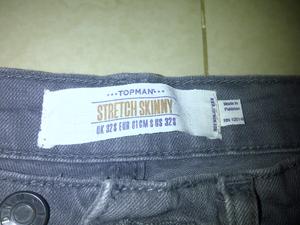 TOPMAN
STRETCH SKINNY
UK 32S EUR 81CM S US 32S
Made in
Pakistan